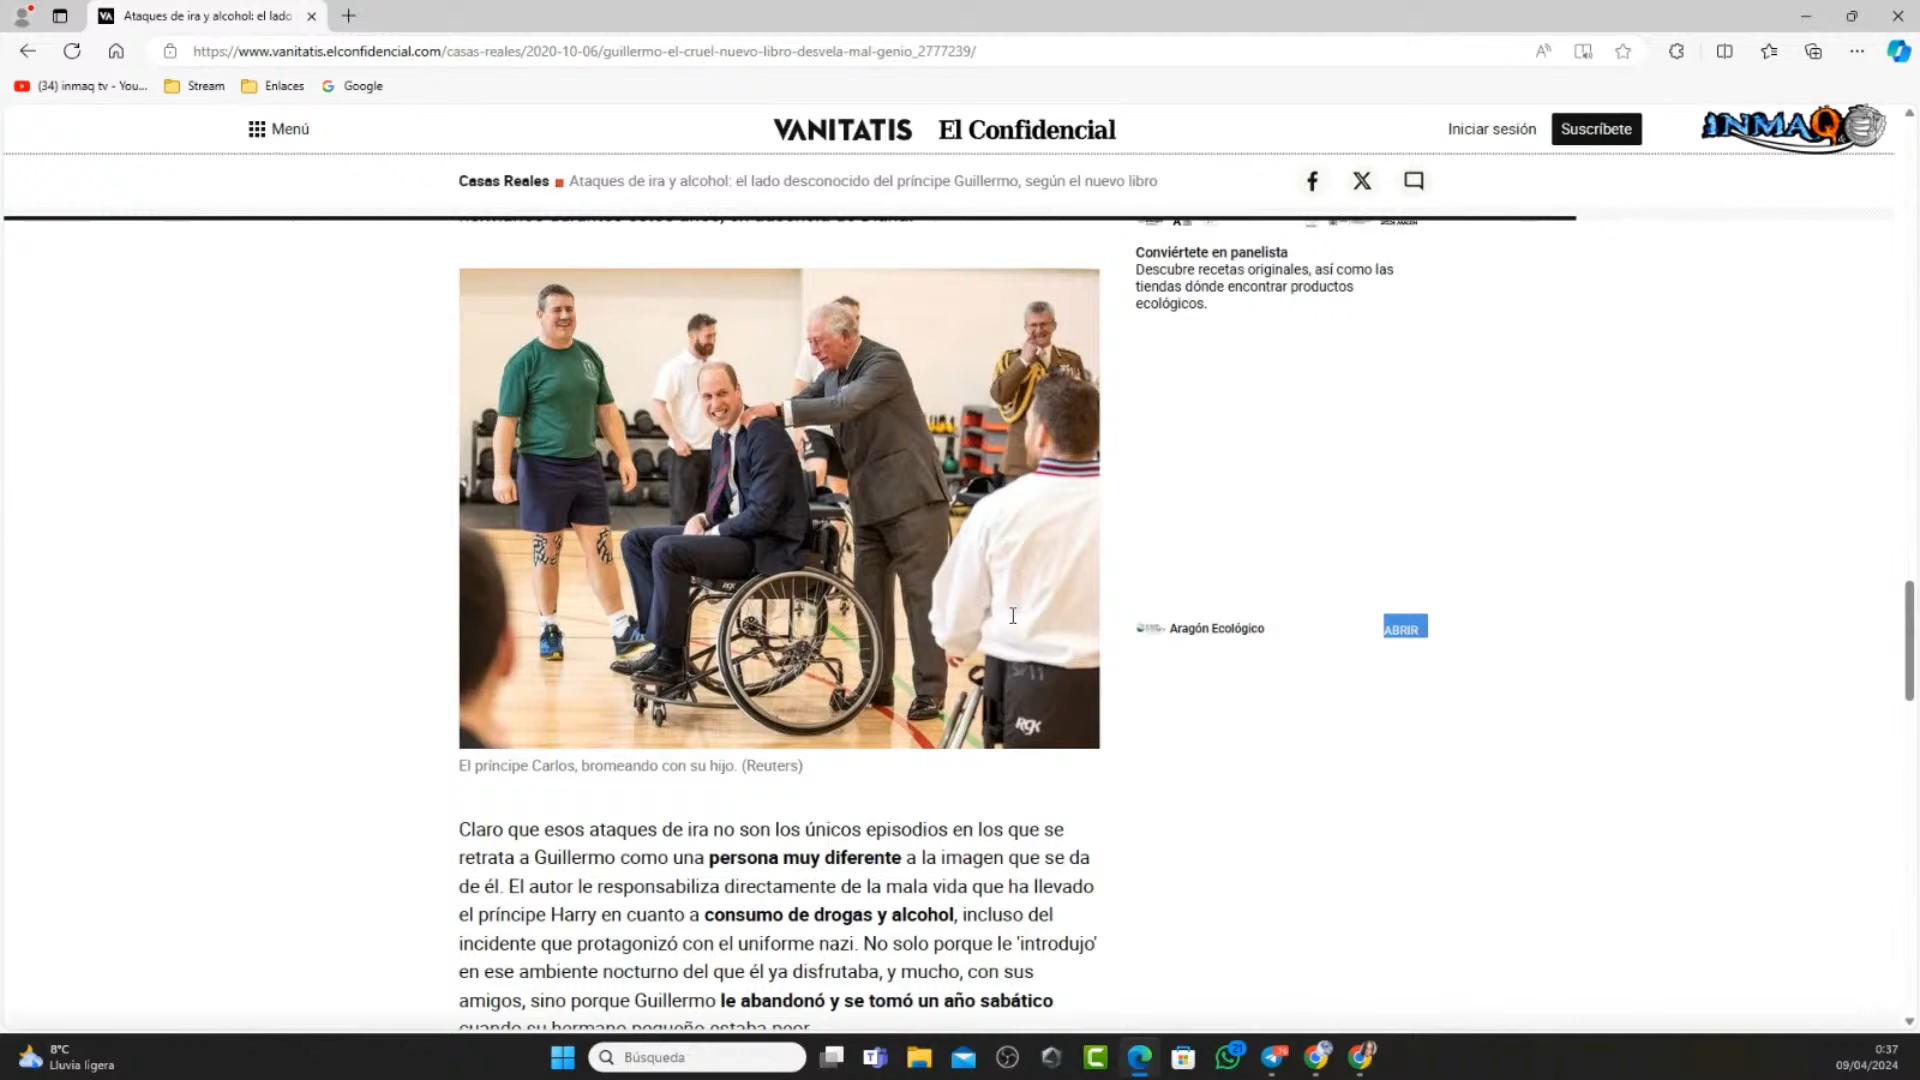 Ataques de ira y alcohol: el lado
https://www.vanitatis.elconfidencial.com/casas-reales/2020-10-06/guillermo-el-cruel-nuevo-libro-desvela-mal-genio_2777239/
(34) inmaq tv - You...
Stream
Enlaces
Google
Menú
VANITATIS El Confidencial
Iniciar sesión
Suscríbete
INMAQ
Casas Reales Ataques de ira y alcohol: el lado desconocido del príncipe Guillermo, según el nuevo libro
Conviértete en panelista
Descubre recetas originales, así como las
tiendas dónde encontrar productos
ecológicos.
Aragón Ecológico
ABRIR
RGK
El príncipe Carlos, bromeando con su hijo. (Reuters)
Claro que esos ataques de ira no son los únicos episodios en los que se
retrata a Guillermo como una persona muy diferente a la imagen que se da
de él. El autor le responsabiliza directamente de la mala vida que ha llevado
el príncipe Harry en cuanto a consumo de drogas y alcohol, incluso del
incidente que protagonizó con el uniforme nazi. No solo porque le 'introdujo'
en ese ambiente nocturno del que él ya disfrutaba, y mucho, con sus
amigos, sino porque Guillermo le abandonó y se tomó un año sabático
cuando su hermano pequeño estaba peor.
8°C
Lluvia ligera
Búsqueda
21
0:37
09/04/2024